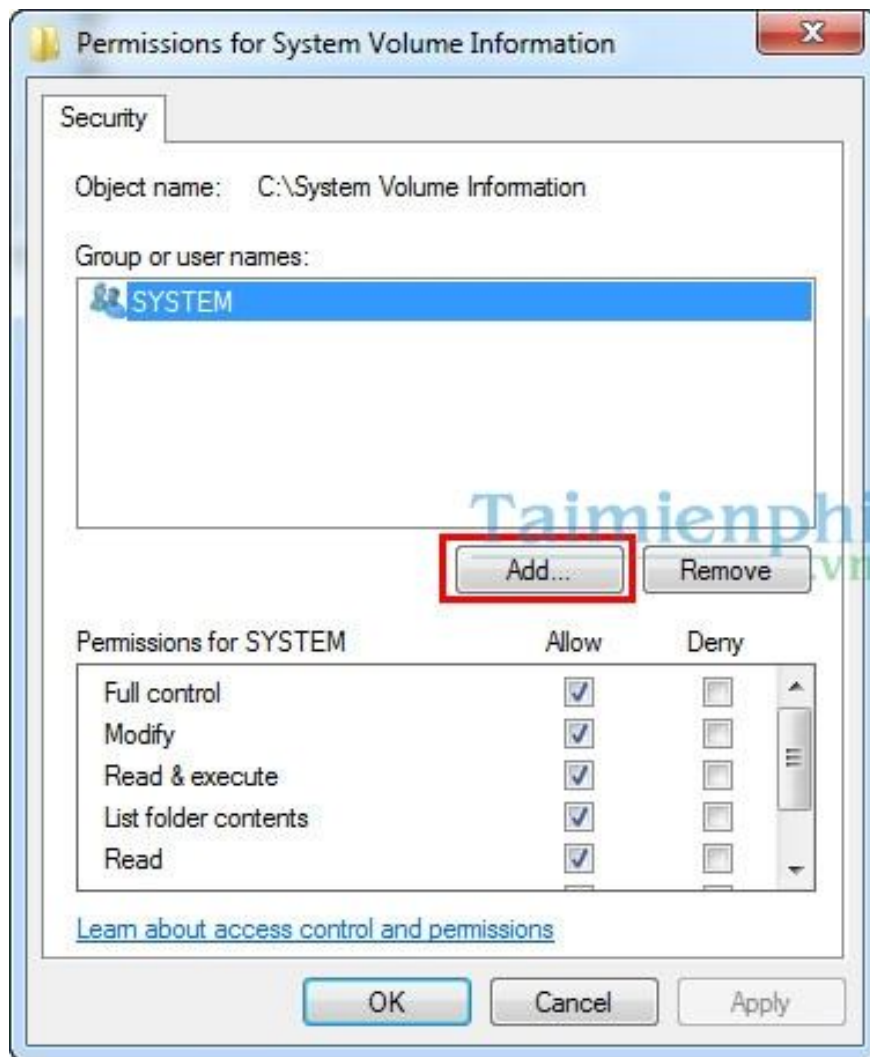 Permissions for System Volume Information
Security
Object name: C:\System Volume Information
Group or user names:
SYSTEM
Taimienphi
.vn
Add...
Remove
Permissions for SYSTEM Allow Deny
Full control
Modify
Read & execute
List folder contents
Read
Learn about access control and permissions
OK Cancel Apply